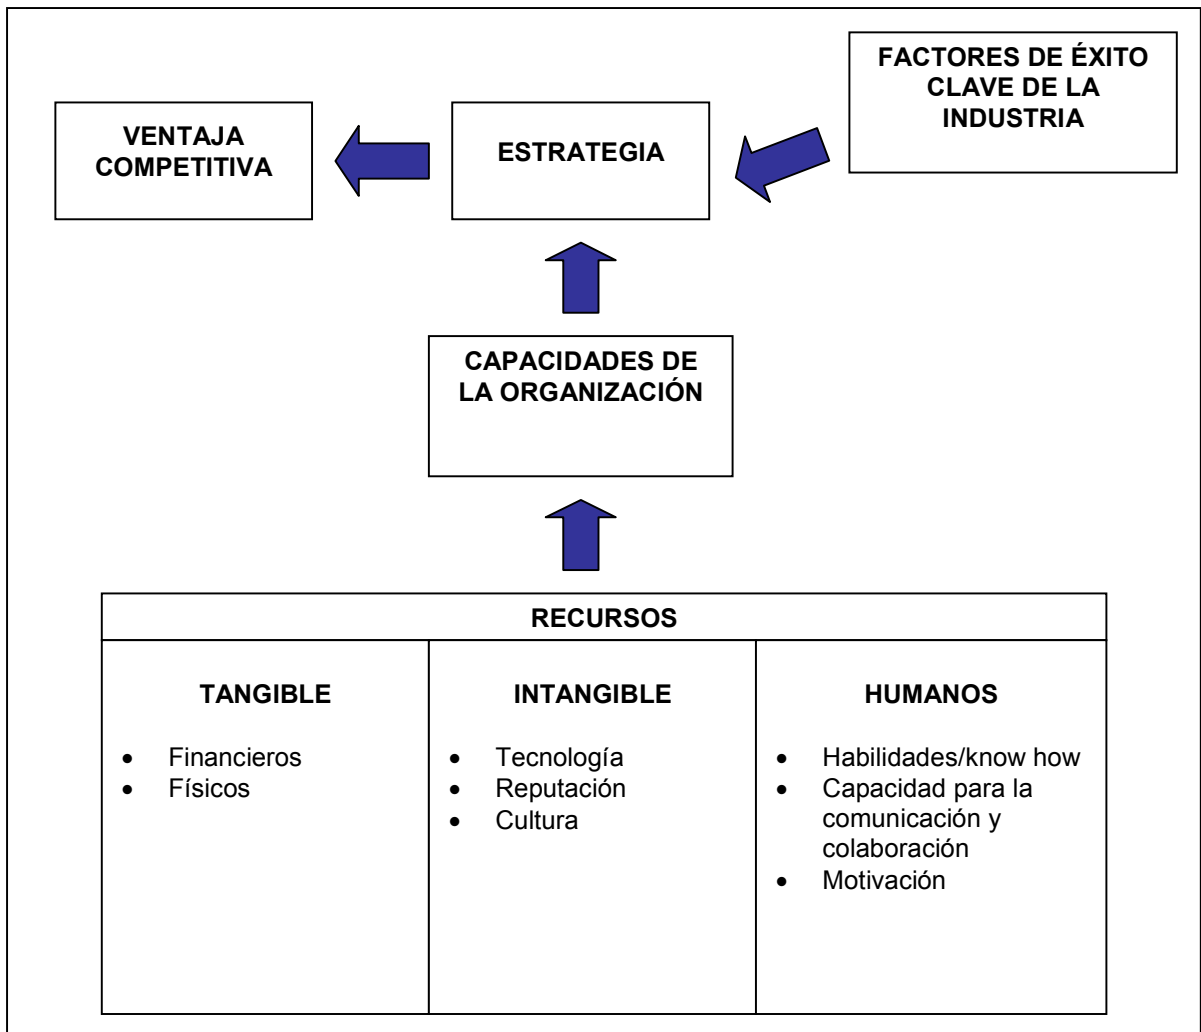 FACTORES DE ÉXITO
CLAVE DE LA
INDUSTRIA
VENTAJA
COMPETITIVA
ESTRATEGIA
CAPACIDADES DE
LA ORGANIZACIÓN
RECURSOS
TANGIBLE
• Financieros
• Físicos
INTANGIBLE
• Tecnología
• Reputación
• Cultura
HUMANOS
• Habilidades/know how
• Capacidad para la
comunicación y
colaboración
• Motivación